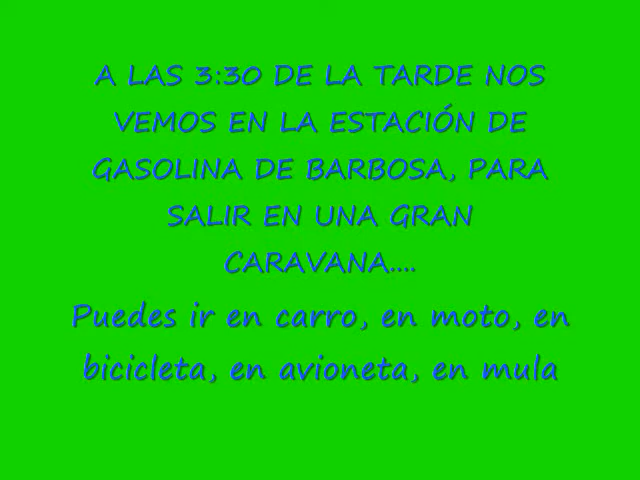 A LAS 3:30 DE LA TARDE NOS
VEMOS EN LA ESTACIÓN DE
GASOLINA DE BARBOSA, PARA
SALIR EN UNA GRAN
CARAVANA....
Puedes ir en carro, en moto, en
bicicleta, en avioneta, en mula